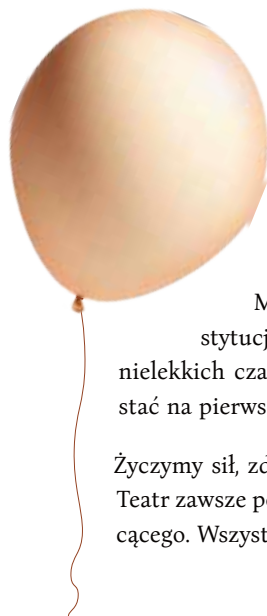 M
stytucj
nielekkich cza
stać na pierws
Życzymy sił, zd
Teatr zawsze p
cącego. Wszyst